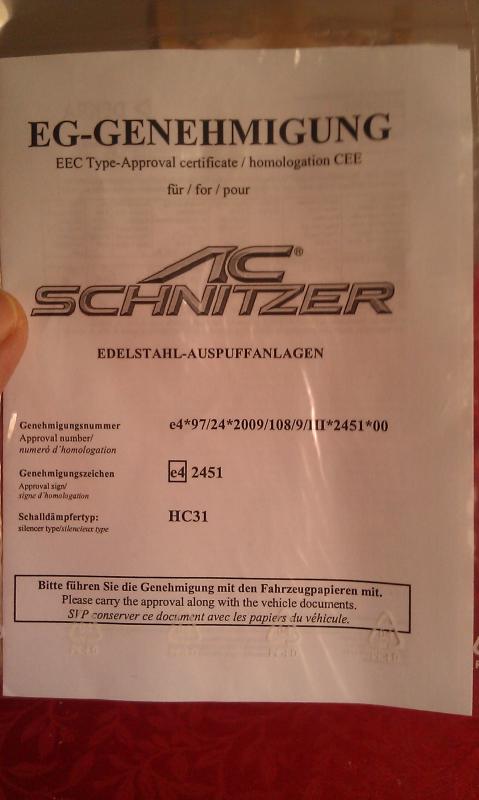 EG-GENEHMIGUNG
EEC Type-Approval certificate / homologation CEE
für / for / pour
AC®
SCHNITZER
EDELSTAHL-AUSPUFFANLAGEN
Genehmigungsnummer e4*97/24*2009/108/9/III*2451*00
Approval number/
numeró d´homologation
Genehmigungszeichen e4 2451
Approval sign/
signe d´homologation
Schalldämpfertyp: HC31
silencer type/silencieux type
Bitte führen Sie die Genehmigung mit den Fahrzeugpapieren mit.
Please carry the approval along with the vehicle documents.
SVP conserver ce document avec les papiers du véhicule.